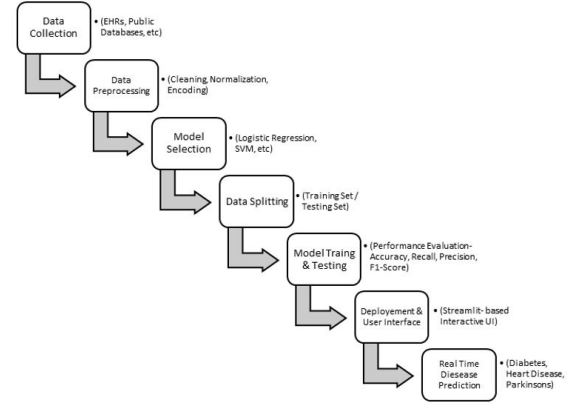 Data
Collection
• (EHRs, Public
Databases, etc)
Data
Preprocessing
• (Cleaning, Normalization,
Encoding)
Model
Selection
• (Logistic Regression,
SVM, etc)
Data Splitting
• (Training Set /
Testing Set)
Model Traing
& Testing
• (Performance Evaluation-
Accuracy, Recall, Precision,
F1-Score)
Deployement &
User Interface
• (Streamlit- based
Interactive UI)
Real Time
Diesease
Prediction
• (Diabetes,
Heart Disease,
Parkinsons)